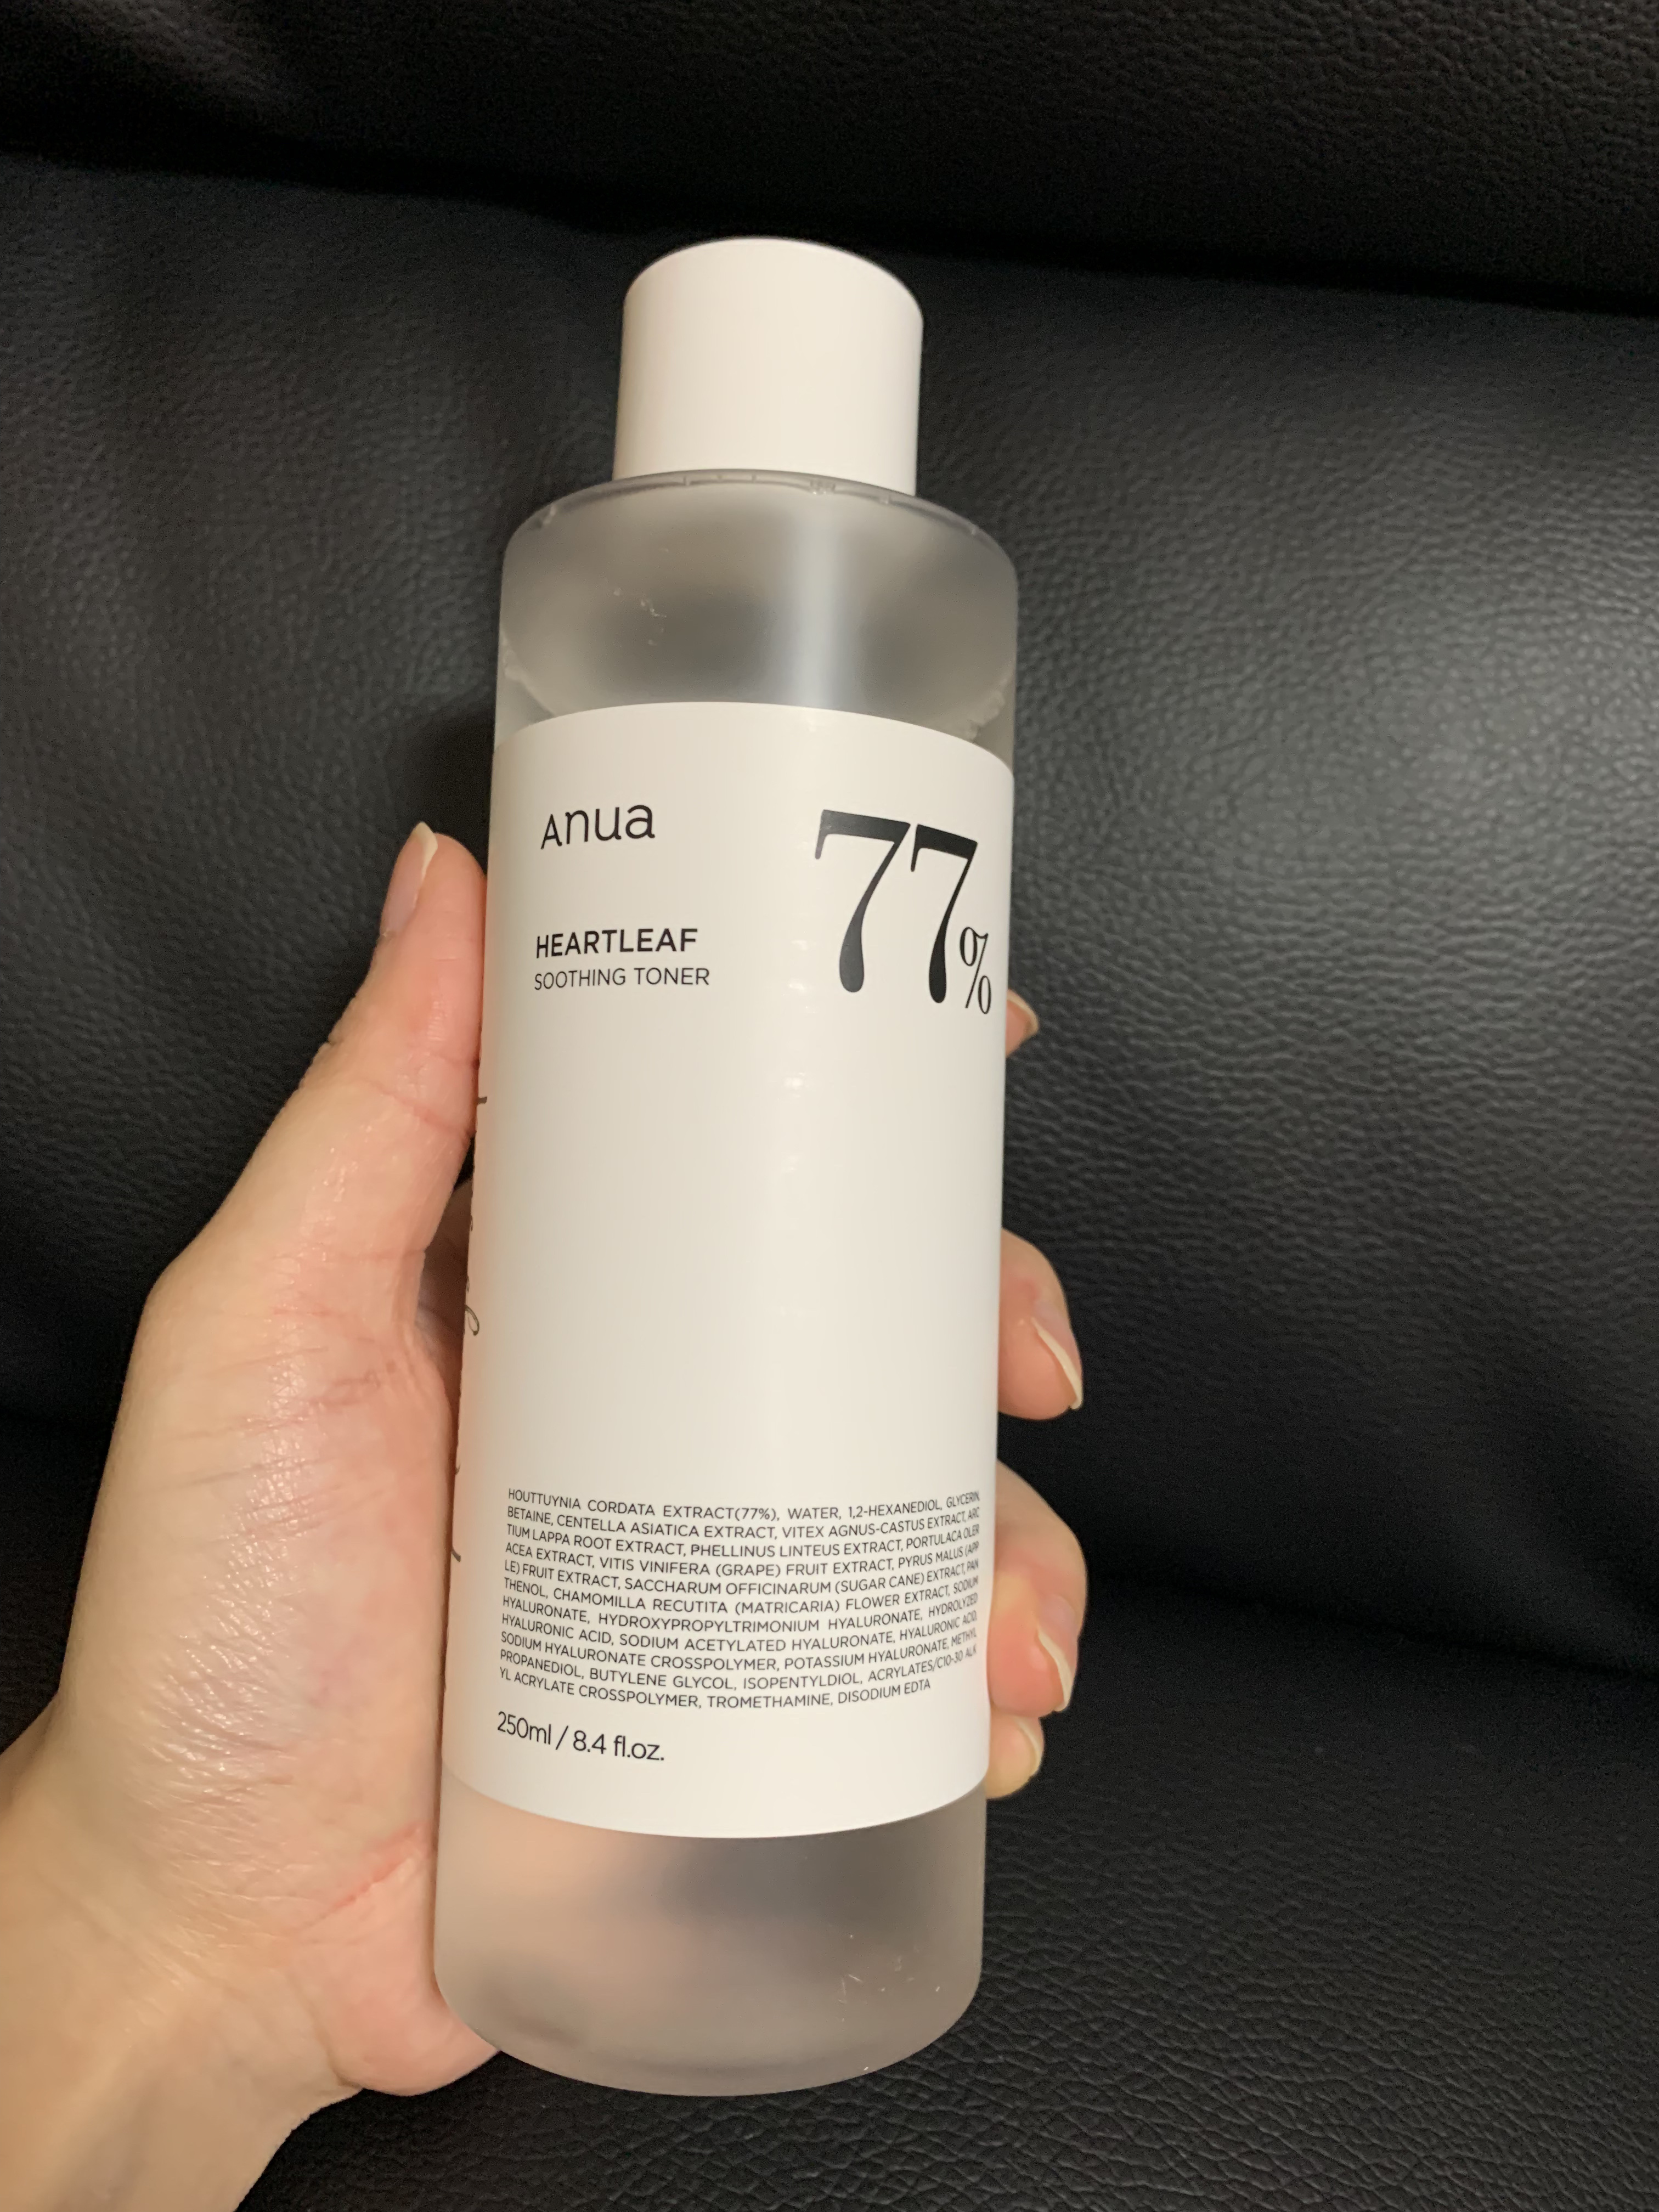 Anua
77%
HEARTLEAF
SOOTHING TONER
HOUTTUYNIA CORDATA EXTRACT(77%), WATER, 1,2-HEXANEDIOL, GLYCERIN,
BETAINE, CENTELLA ASIATICA EXTRACT, VITEX AGNUS-CASTUS EXTRACT, ARC
TIUM LAPPA ROOT EXTRACT, PHELLINUS LINTEUS EXTRACT, PORTULACA OLER
ACEA EXTRACT, VITIS VINIFERA (GRAPE) FRUIT EXTRACT, PYRUS MALUS (APP
LE) FRUIT EXTRACT, SACCHARUM OFFICINARUM (SUGAR CANE) EXTRACT, PAN
THENOL, CHAMOMILLA RECUTITA (MATRICARIA) FLOWER EXTRACT, SODIUM
HYALURONATE, HYDROXYPROPYLTRIMONIUM HYALURONATE, HYDROLYZED
HYALURONIC ACID, SODIUM ACETYLATED HYALURONATE, HYALURONIC ACID,
SODIUM HYALURONATE CROSSPOLYMER, POTASSIUM HYALURONATE, METHYL
PROPANEDIOL, BUTYLENE GLYCOL, ISOPENTYLDIOL, ACRYLATES/C10-30 ALK
YL ACRYLATE CROSSPOLYMER, TROMETHAMINE, DISODIUM EDTA
250ml / 8.4 fl.oz.